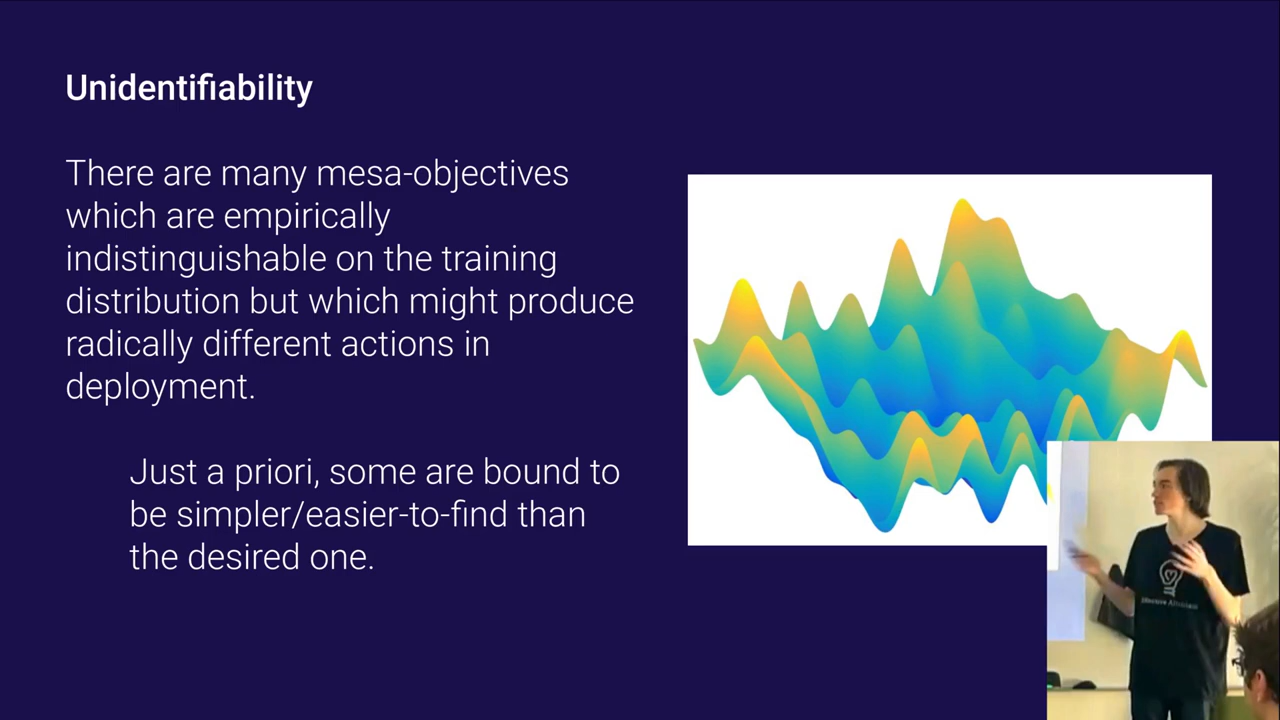 Unidentifiability
There are many mesa-objectives
which are empirically
indistinguishable on the training
distribution but which might produce
radically different actions in
deployment.
Just a priori, some are bound to
be simpler/easier-to-find than
the desired one.
Effective Altruism